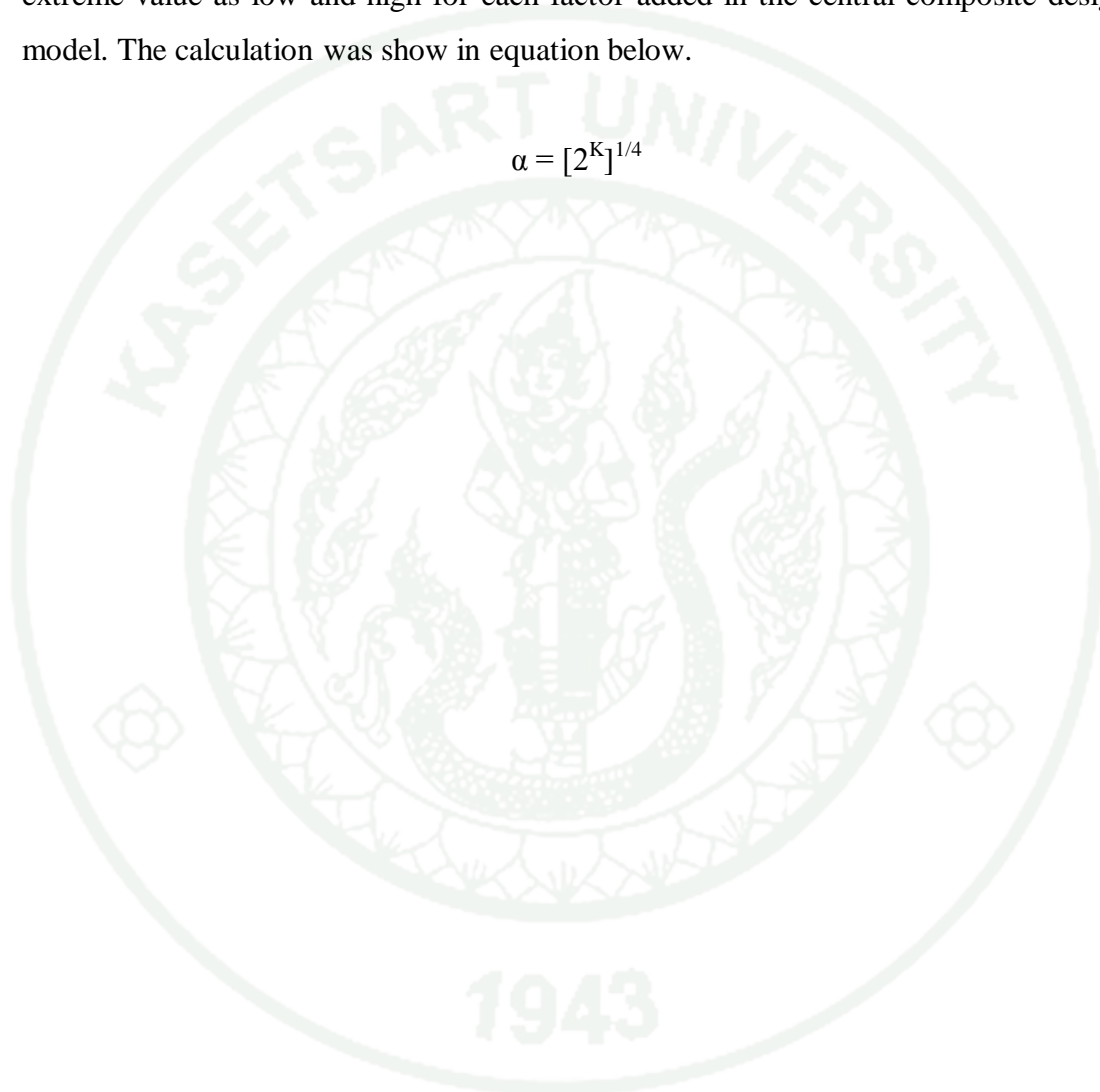 extreme value as low and high for each factor added in the central composite desig
model. The calculation was show in equation below.
α = [2^K]^1/4
KASETSART UNIVERSITY
1943